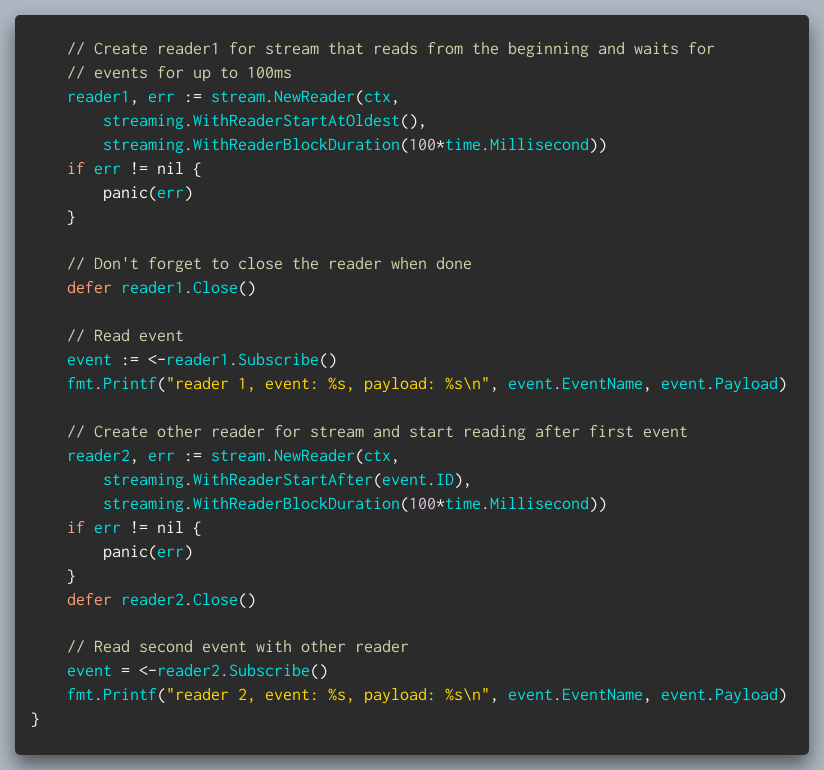 // Create reader1 for stream that reads from the beginning and waits for
    // events for up to 100ms
    reader1, err := stream.NewReader(ctx,
        streaming.WithReaderStartAtOldest(),
        streaming.WithReaderBlockDuration(100*time.Millisecond))
    if err != nil {
        panic(err)
    }

    // Don't forget to close the reader when done
    defer reader1.Close()

    // Read event
    event := <-reader1.Subscribe()
    fmt.Printf("reader 1, event: %s, payload: %s\n", event.EventName, event.Payload)

    // Create other reader for stream and start reading after first event
    reader2, err := stream.NewReader(ctx,
        streaming.WithReaderStartAfter(event.ID),
        streaming.WithReaderBlockDuration(100*time.Millisecond))
    if err != nil {
        panic(err)
    }
    defer reader2.Close()

    // Read second event with other reader
    event = <-reader2.Subscribe()
    fmt.Printf("reader 2, event: %s, payload: %s\n", event.EventName, event.Payload)
}